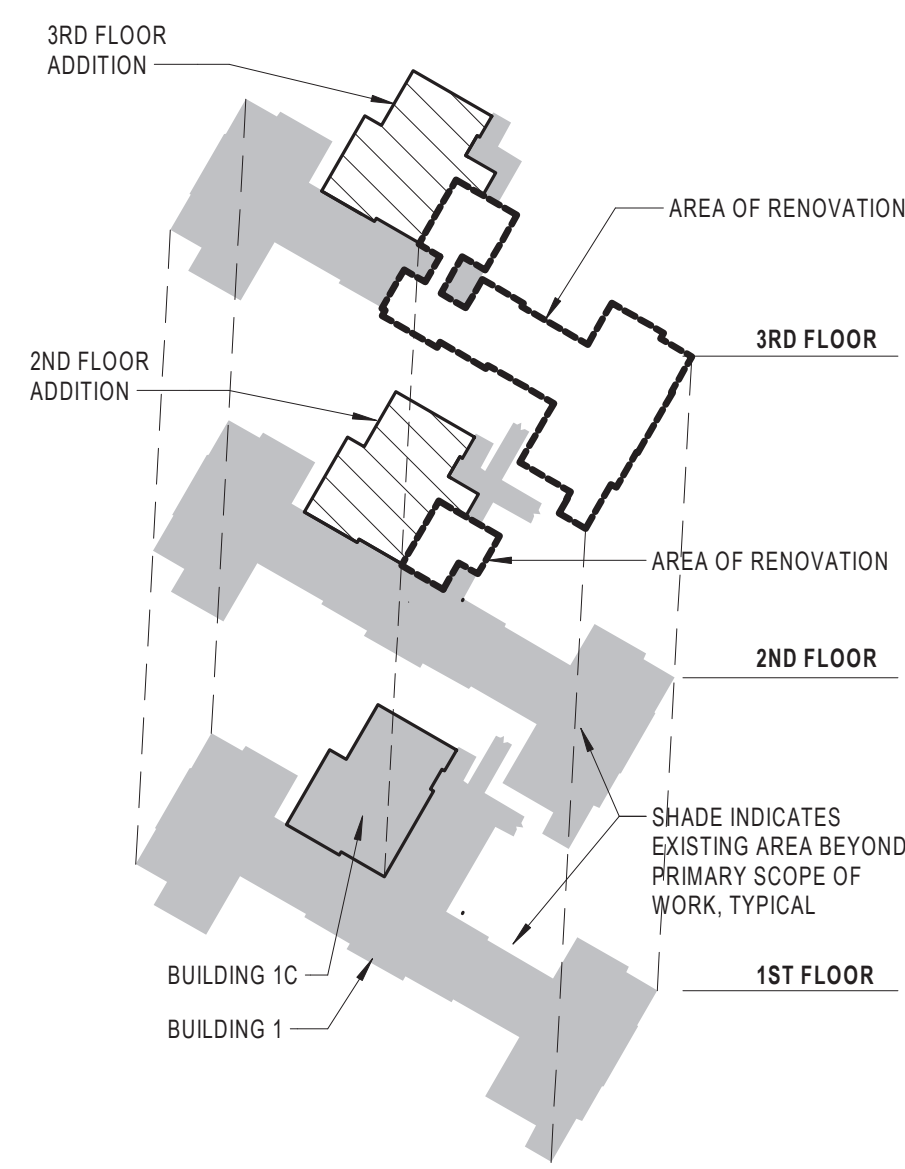 3RD FLOOR
ADDITION
AREA OF RENOVATION
3RD FLOOR
2ND FLOOR
ADDITION
AREA OF RENOVATION
2ND FLOOR
SHADE INDICATES
EXISTING AREA BEYOND
PRIMARY SCOPE OF
WORK, TYPICAL
BUILDING 1C
1ST FLOOR
BUILDING 1